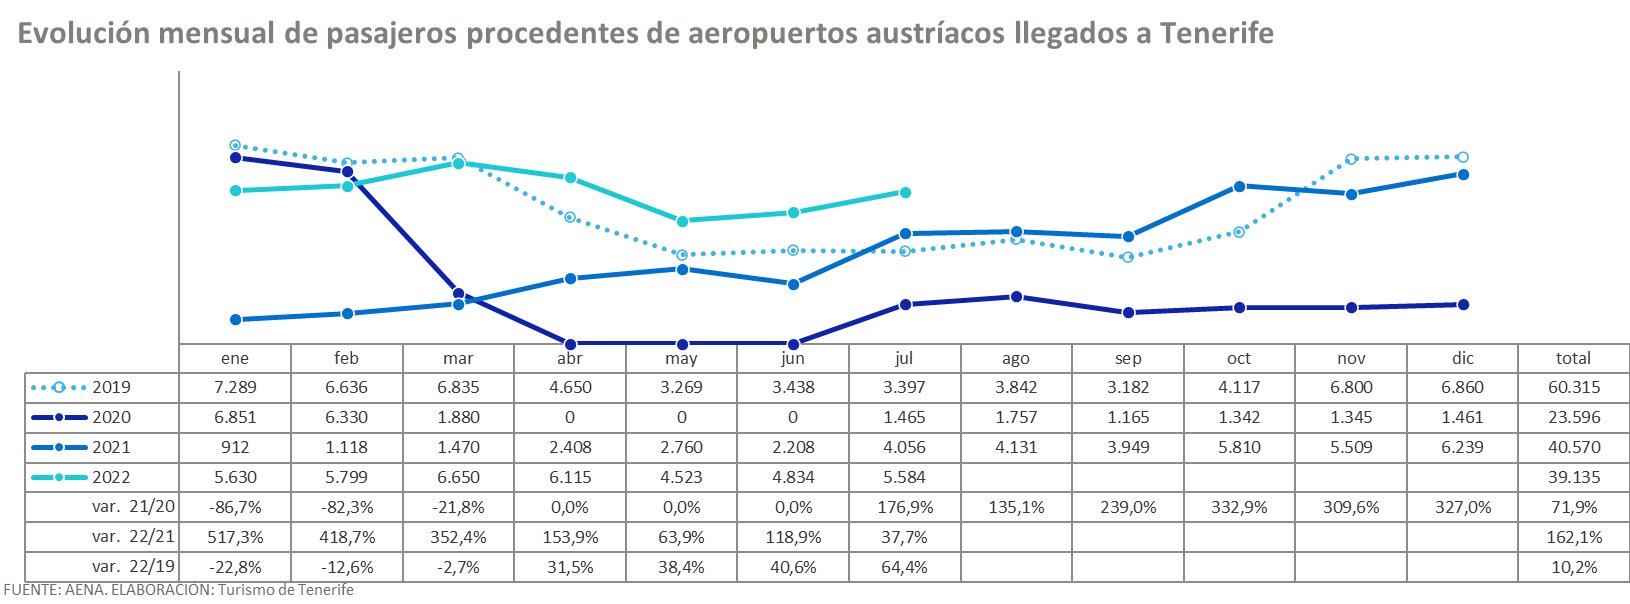 Evolución mensual de pasajeros procedentes de aeropuertos austríacos llegados a Tenerife
ene feb mar abr may jun jul ago sep oct nov dic total
2019 7.289 6.636 6.835 4.650 3.269 3.438 3.397 3.842 3.182 4.117 6.800 6.860 60.315
2020 6.851 6.330 1.880 0 0 0 1.465 1.757 1.165 1.342 1.345 1.461 23.596
2021 912 1.118 1.470 2.408 2.760 2.208 4.056 4.131 3.949 5.810 5.509 6.239 40.570
2022 5.630 5.799 6.650 6.115 4.523 4.834 5.584 39.135
var. 21/20 -86,7% -82,3% -21,8% 0,0% 0,0% 0,0% 176,9% 135,1% 239,0% 332,9% 309,6% 327,0% 71,9%
var. 22/21 517,3% 418,7% 352,4% 153,9% 63,9% 118,9% 37,7% 162,1%
var. 22/19 -22,8% -12,6% -2,7% 31,5% 38,4% 40,6% 64,4% 10,2%
FUENTE: AENA. ELABORACION: Turismo de Tenerife